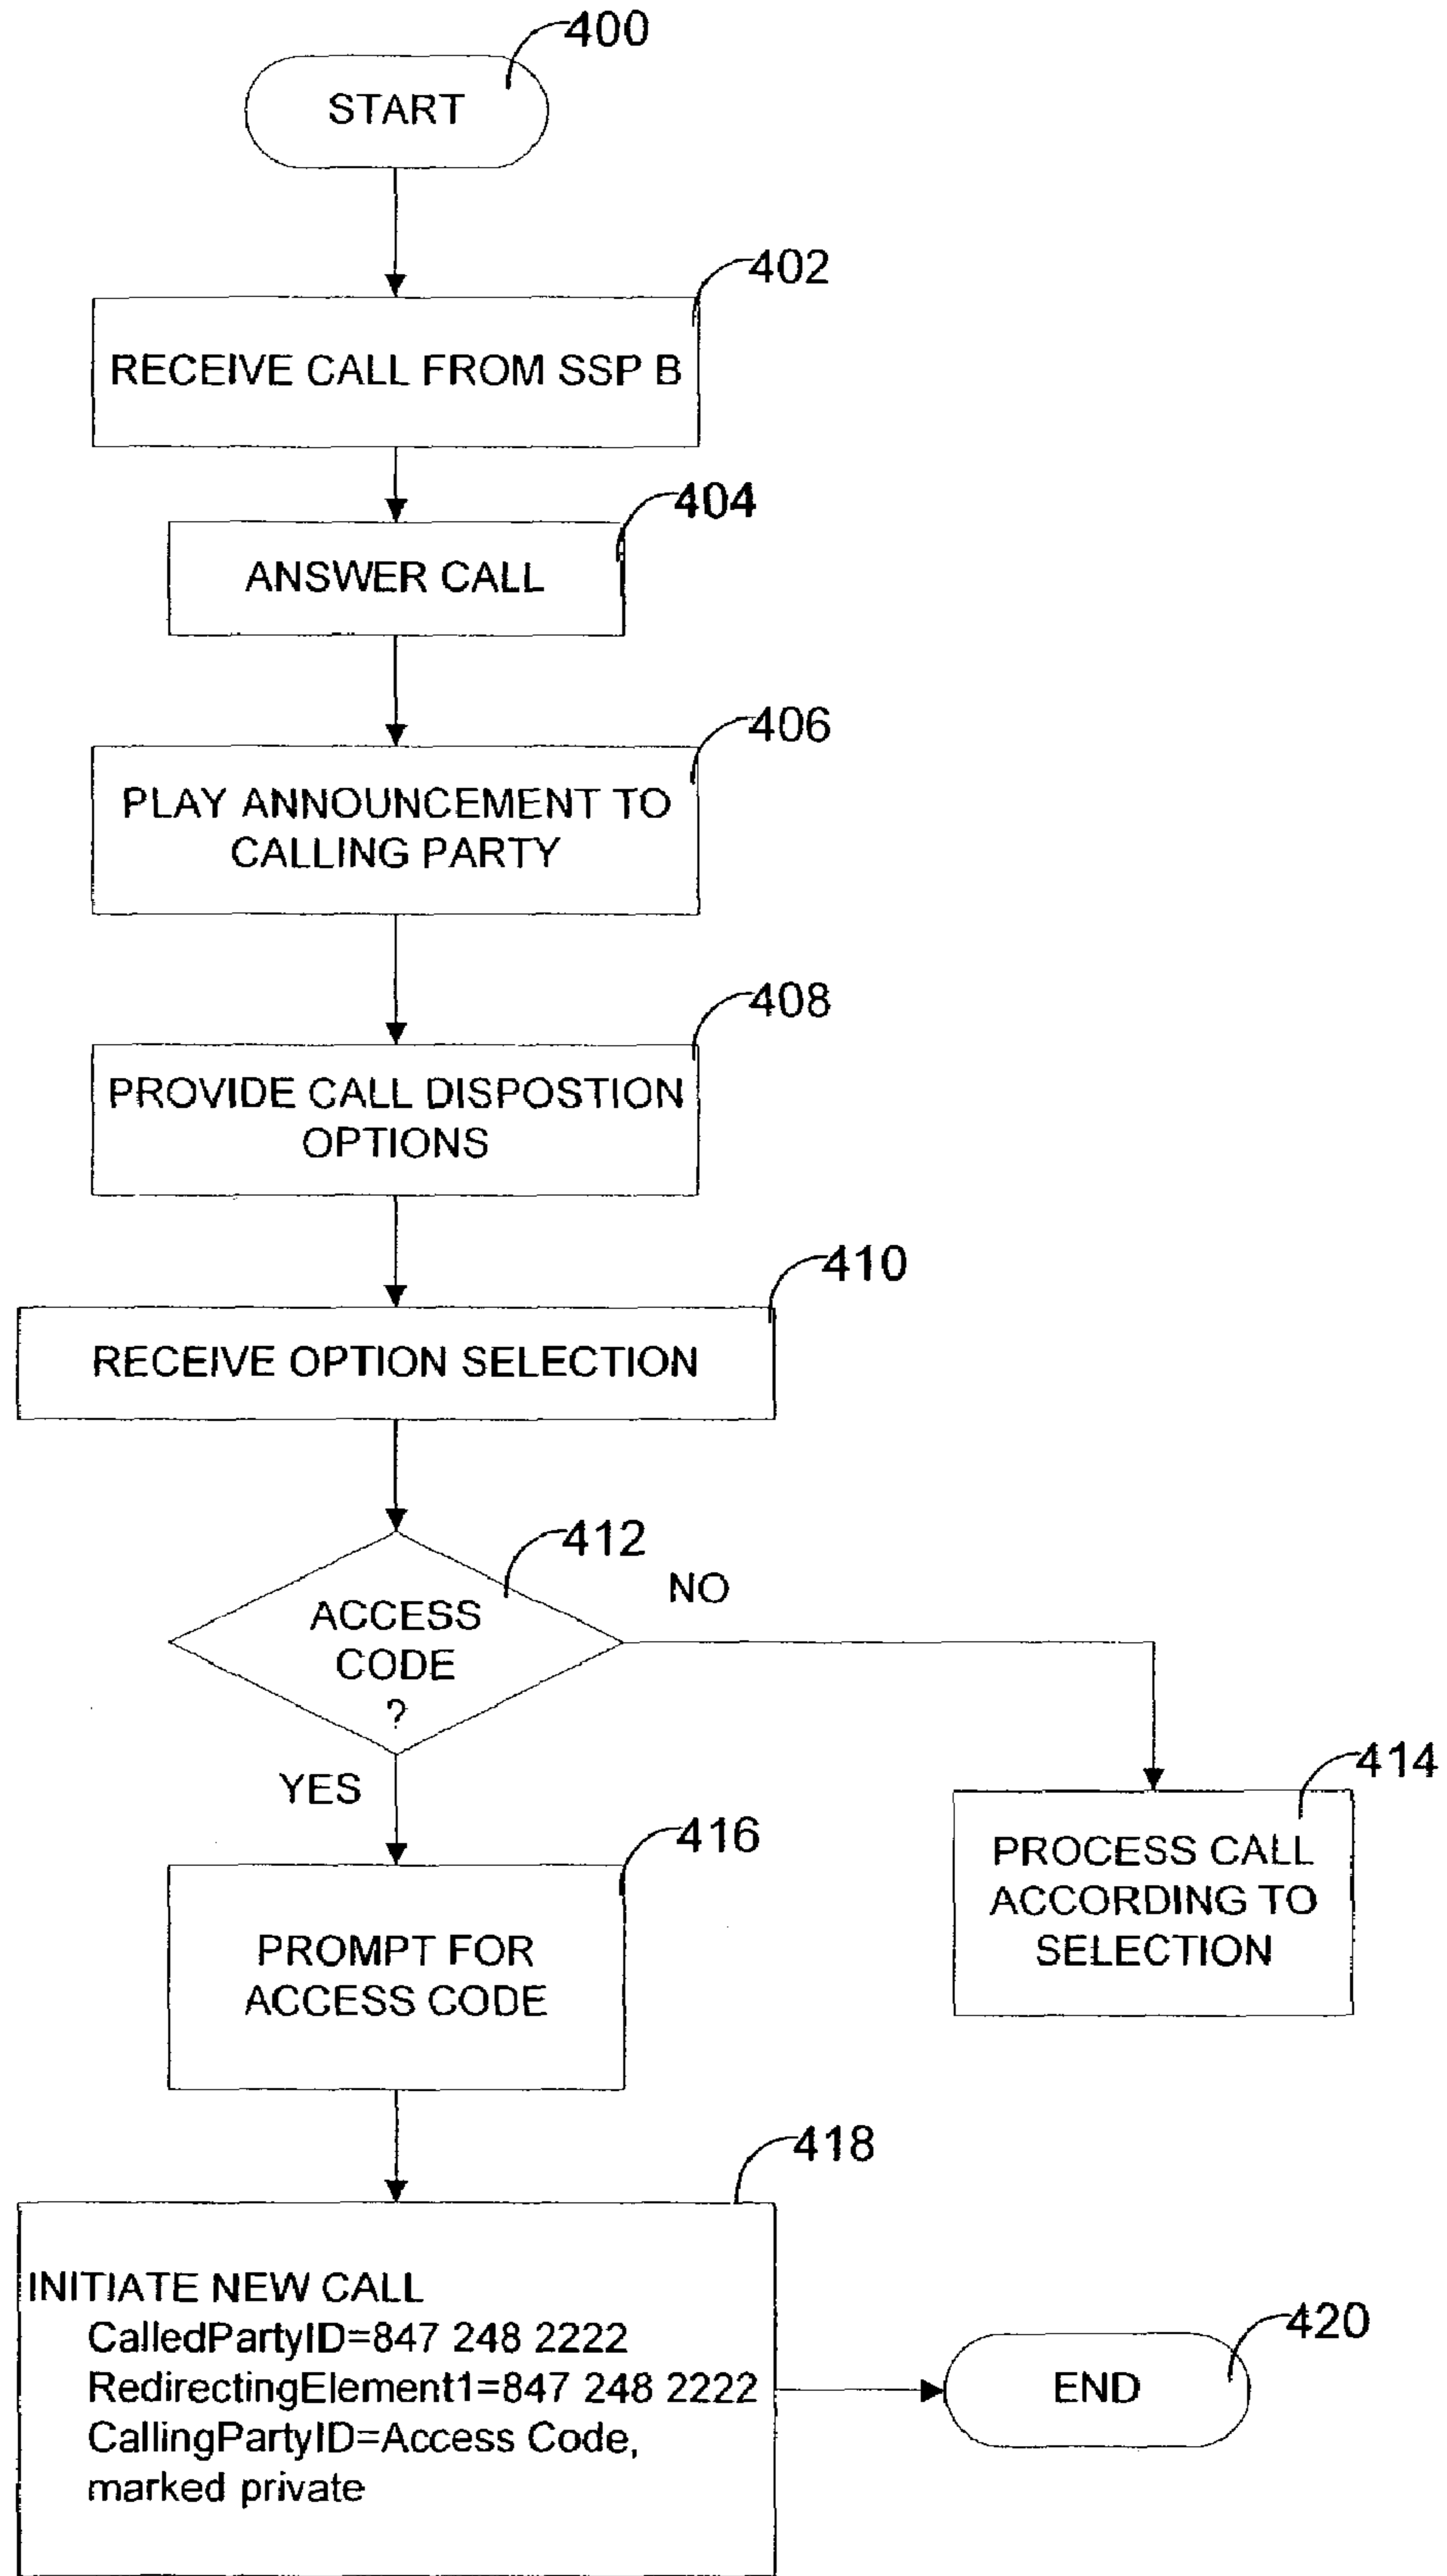 400
START
402
RECEIVE CALL FROM SSP B
404
ANSWER CALL
406
PLAY ANNOUNCEMENT TO
CALLING PARTY
408
PROVIDE CALL DISPOSTION
OPTIONS
410
RECEIVE OPTION SELECTION
412
NO
ACCESS
CODE
?
YES
414
PROCESS CALL
ACCORDING TO
SELECTION
416
PROMPT FOR
ACCESS CODE
418
INITIATE NEW CALL
CalledPartyID=847 248 2222
RedirectingElement1=847 248 2222
CallingPartyID=Access Code,
marked private
420
END